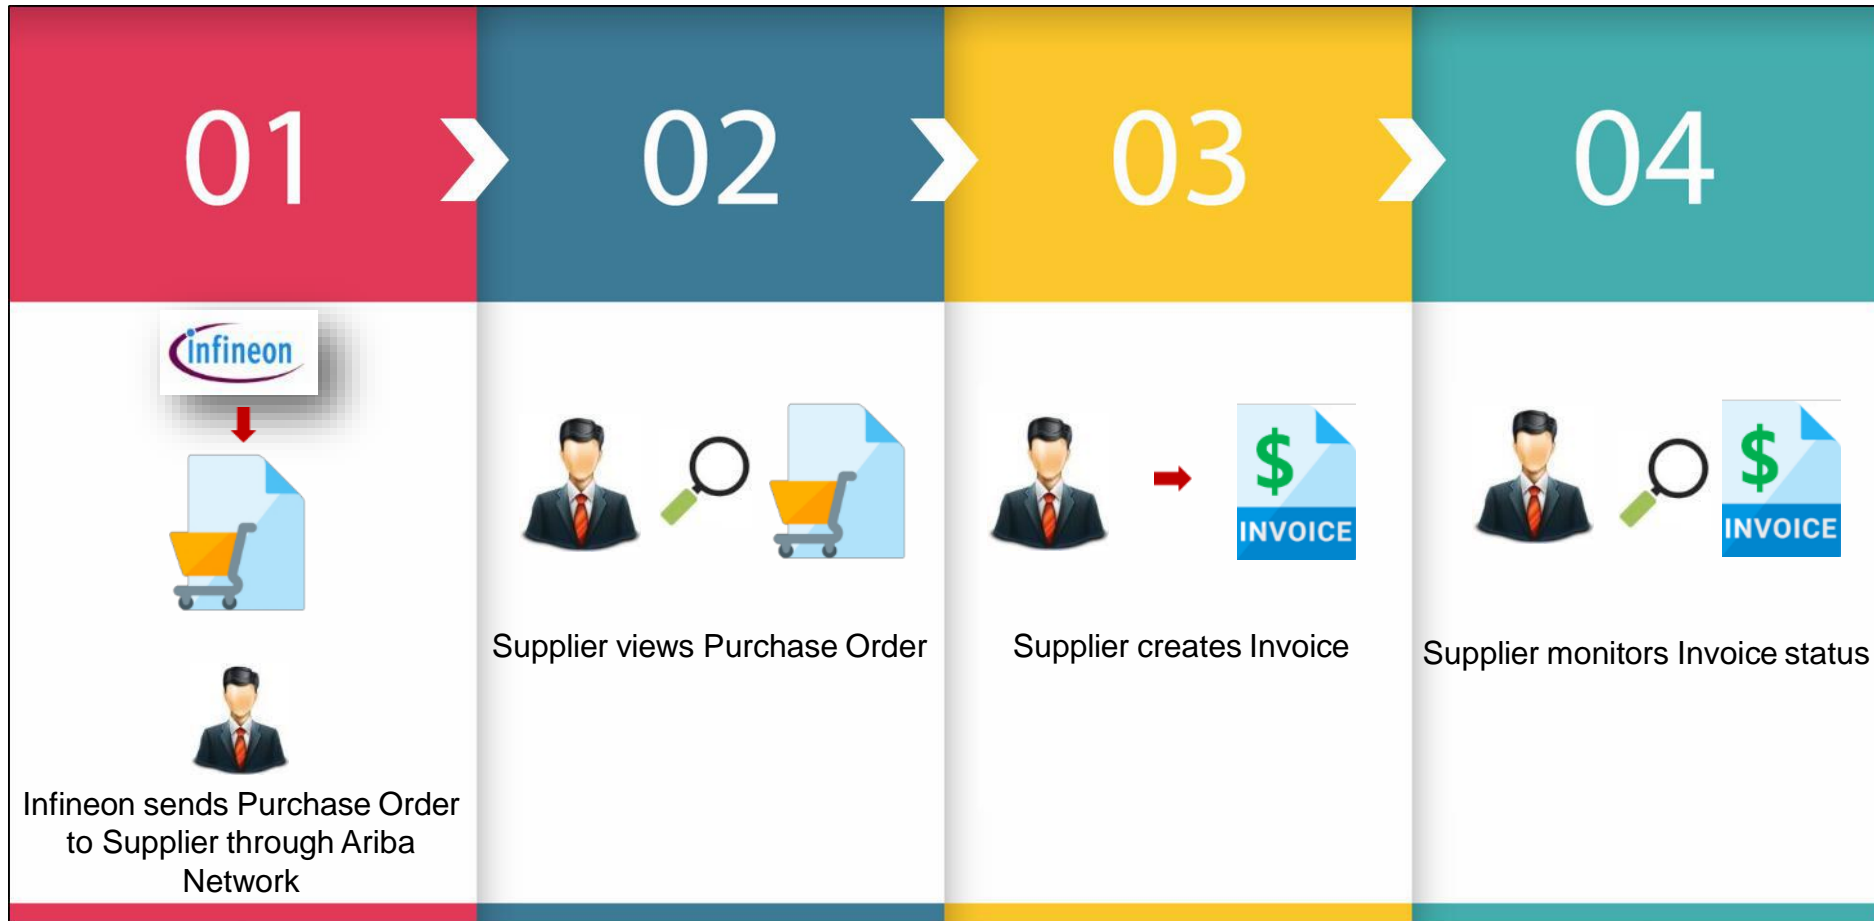 01
02
03
04
infineon
$
INVOICE
$
INVOICE
Supplier views Purchase Order
Supplier creates Invoice
Supplier monitors Invoice status
Infineon sends Purchase Order
to Supplier through Ariba
Network